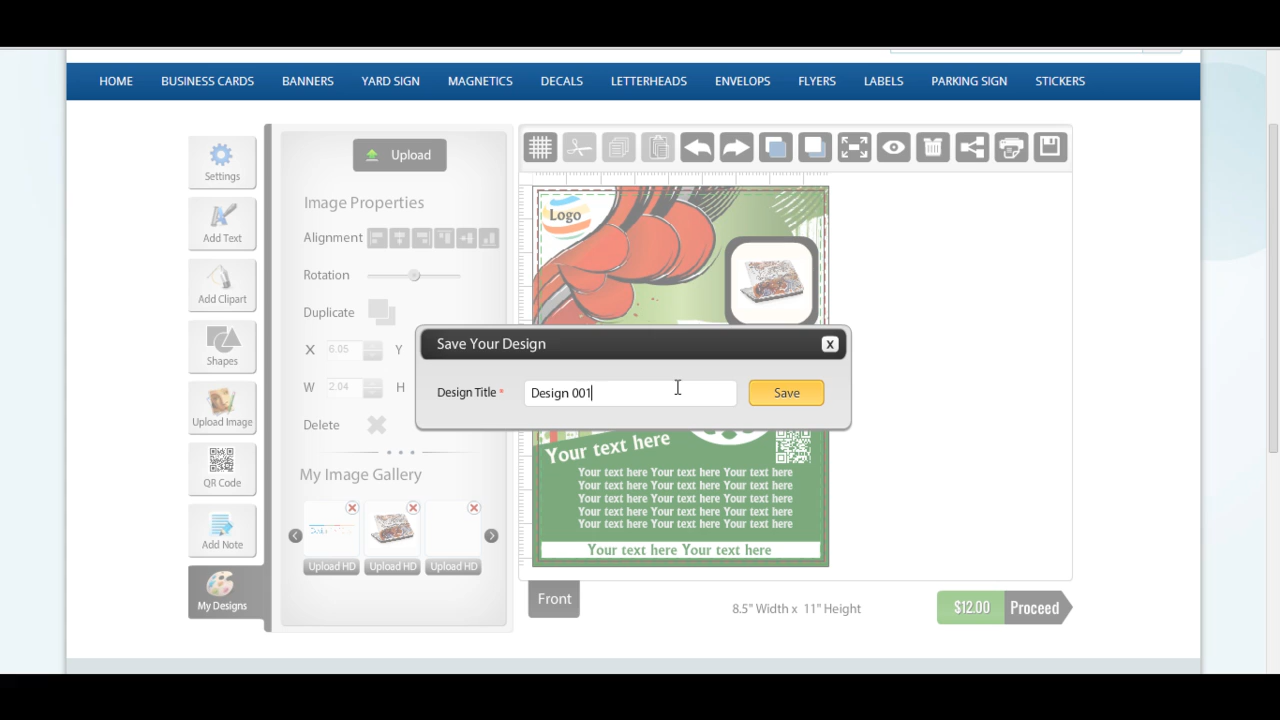 HOME BUSINESS CARDS BANNERS YARD SIGN MAGNETICS DECALS LETTERHEADS ENVELOPS FLYERS LABELS PARKING SIGN STICKERS
Settings
Add Text
Add Clipart
Shapes
Upload Image
QR Code
Add Note
My Designs
Upload
Image Properties
Alignment
Rotation
Duplicate
X 6.05 Y
W 2.04 H
Delete
My Image Gallery
Upload HD Upload HD Upload HD
Logo
Save Your Design X
Design Title * Design 001 Save
Your text here
Your text here Your text here Your text here
Your text here Your text here Your text here
Your text here Your text here Your text here
Your text here Your text here Your text here
Your text here Your text here Your text here
Your text here Your text here
Front
8.5" Width x 11" Height
$12.00 Proceed